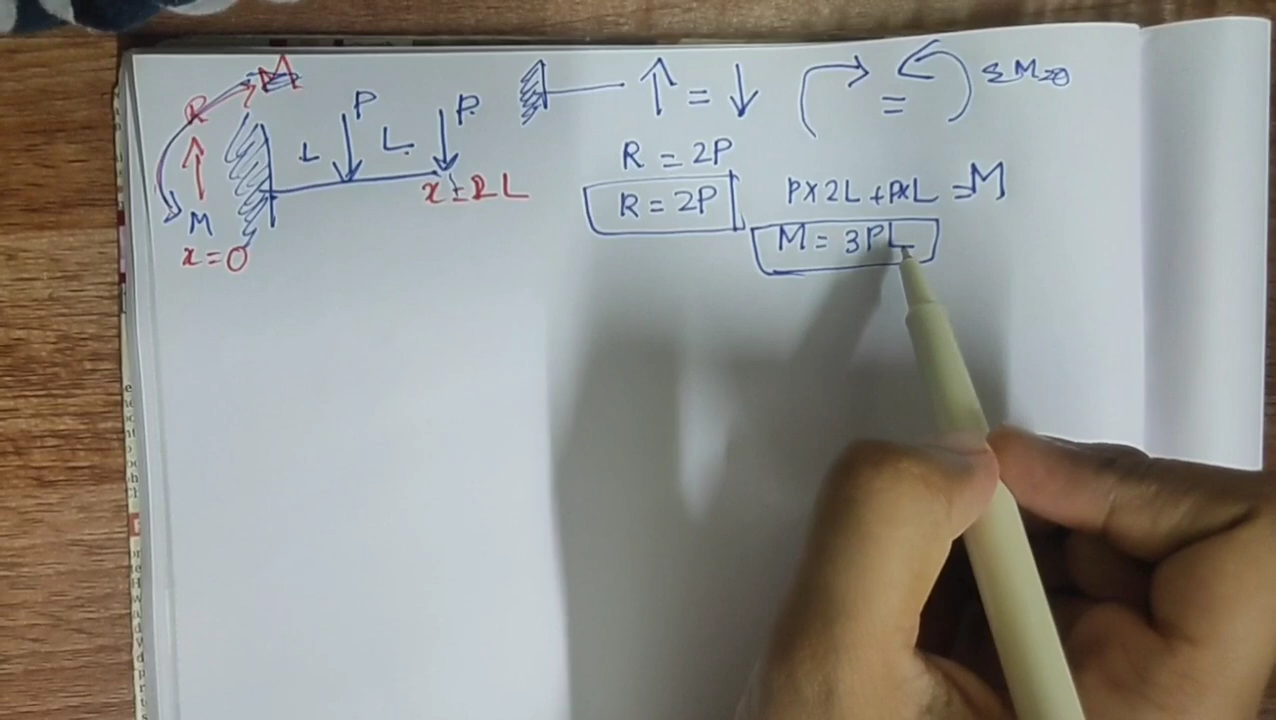 R
P
P
L
L
x = 2L
M
x = 0
↑ = ↓
= ΣM=0
R = 2P
R = 2P
P×2L + P×L = M
M = 3PL